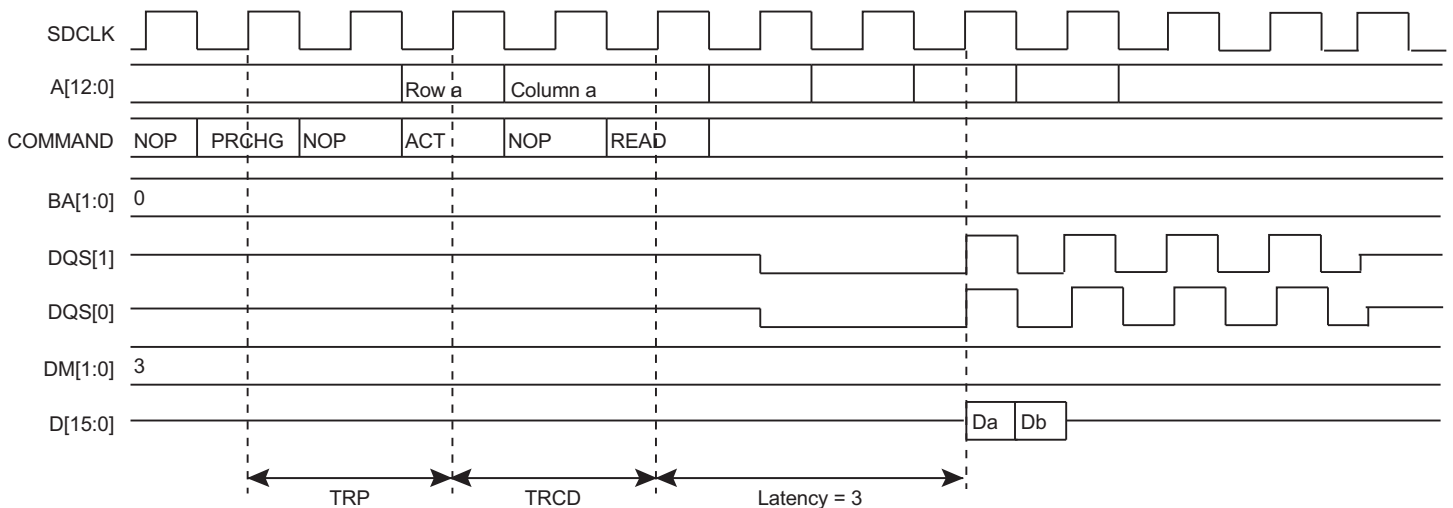 SDCLK
A[12:0] Row a Column a
COMMAND NOP PRCHG NOP ACT NOP READ
BA[1:0] 0
DQS[1]
DQS[0]
DM[1:0] 3
D[15:0] Da Db
TRP TRCD Latency = 3